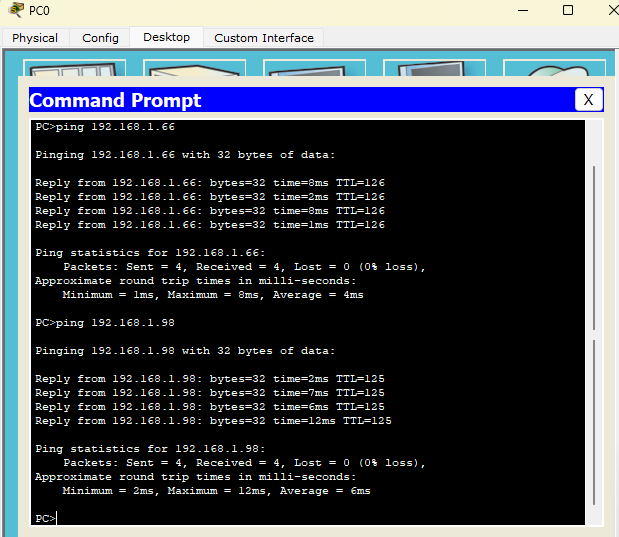 PC0
Physical Config Desktop Custom Interface
Command Prompt X
PC>ping 192.168.1.66
Pinging 192.168.1.66 with 32 bytes of data:
Reply from 192.168.1.66: bytes=32 time=8ms TTL=126
Reply from 192.168.1.66: bytes=32 time=2ms TTL=126
Reply from 192.168.1.66: bytes=32 time=8ms TTL=126
Reply from 192.168.1.66: bytes=32 time=1ms TTL=126
Ping statistics for 192.168.1.66:
Packets: Sent = 4, Received = 4, Lost = 0 (0% loss),
Approximate round trip times in milli-seconds:
Minimum = 1ms, Maximum = 8ms, Average = 4ms
PC>ping 192.168.1.98
Pinging 192.168.1.98 with 32 bytes of data:
Reply from 192.168.1.98: bytes=32 time=2ms TTL=125
Reply from 192.168.1.98: bytes=32 time=7ms TTL=125
Reply from 192.168.1.98: bytes=32 time=6ms TTL=125
Reply from 192.168.1.98: bytes=32 time=12ms TTL=125
Ping statistics for 192.168.1.98:
Packets: Sent = 4, Received = 4, Lost = 0 (0% loss),
Approximate round trip times in milli-seconds:
Minimum = 2ms, Maximum = 12ms, Average = 6ms
PC>